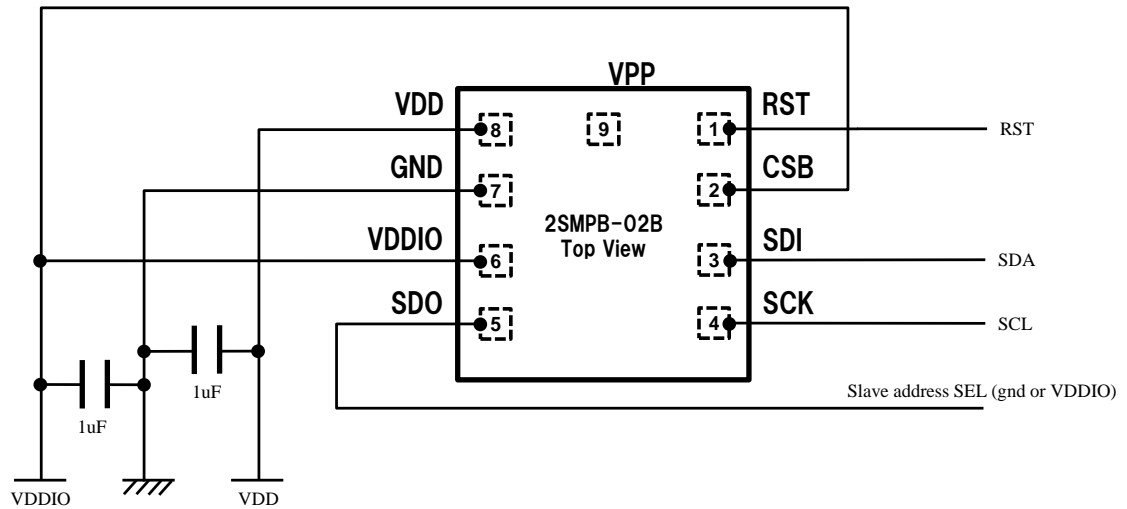 VPP
VDD
RST
8
9
1
RST
GND
CSB
7
2
2SMPB-02B
Top View
VDDIO
SDI
6
3
SDA
SDO
SCK
5
4
SCL
1uF
1uF
Slave address SEL (gnd or VDDIO)
VDDIO
VDD